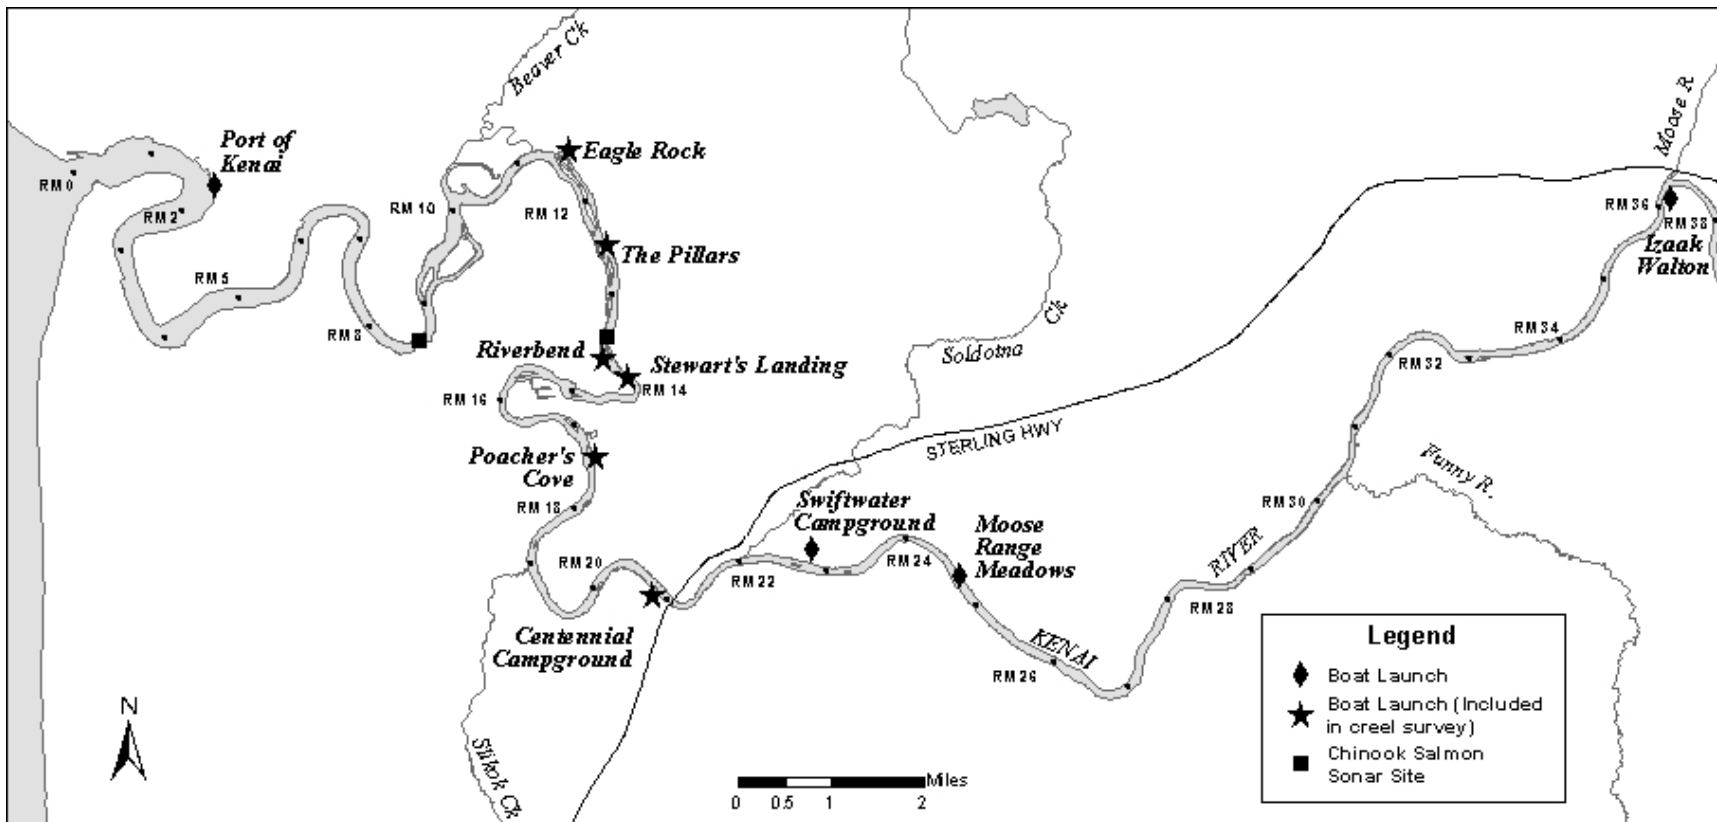 Beaver Ck
Port of
Kenai
Eagle Rock
Moose R.
RM 0
RM 2
RM 10
RM 12
RM 36
RM 38
Izaak
Walton
The Pillars
RM 5
RM 8
Riverbend
Stewart's Landing
RM 14
RM 16
Soldotna
Ck
RM 34
RM 32
STERLING HWY
Poacher's
Cove
RM 18
Funny R.
Swiftwater
Campground
Moose
Range
Meadows
RM 30
RM 20
RM 22
RM 24
RIVER
RM 28
KENAI
RM 26
Centennial
Campground
Slikok Ck
N
Miles
0 0.5 1 2
Legend
Boat Launch
Boat Launch (Included
in creel survey)
Chinook Salmon
Sonar Site